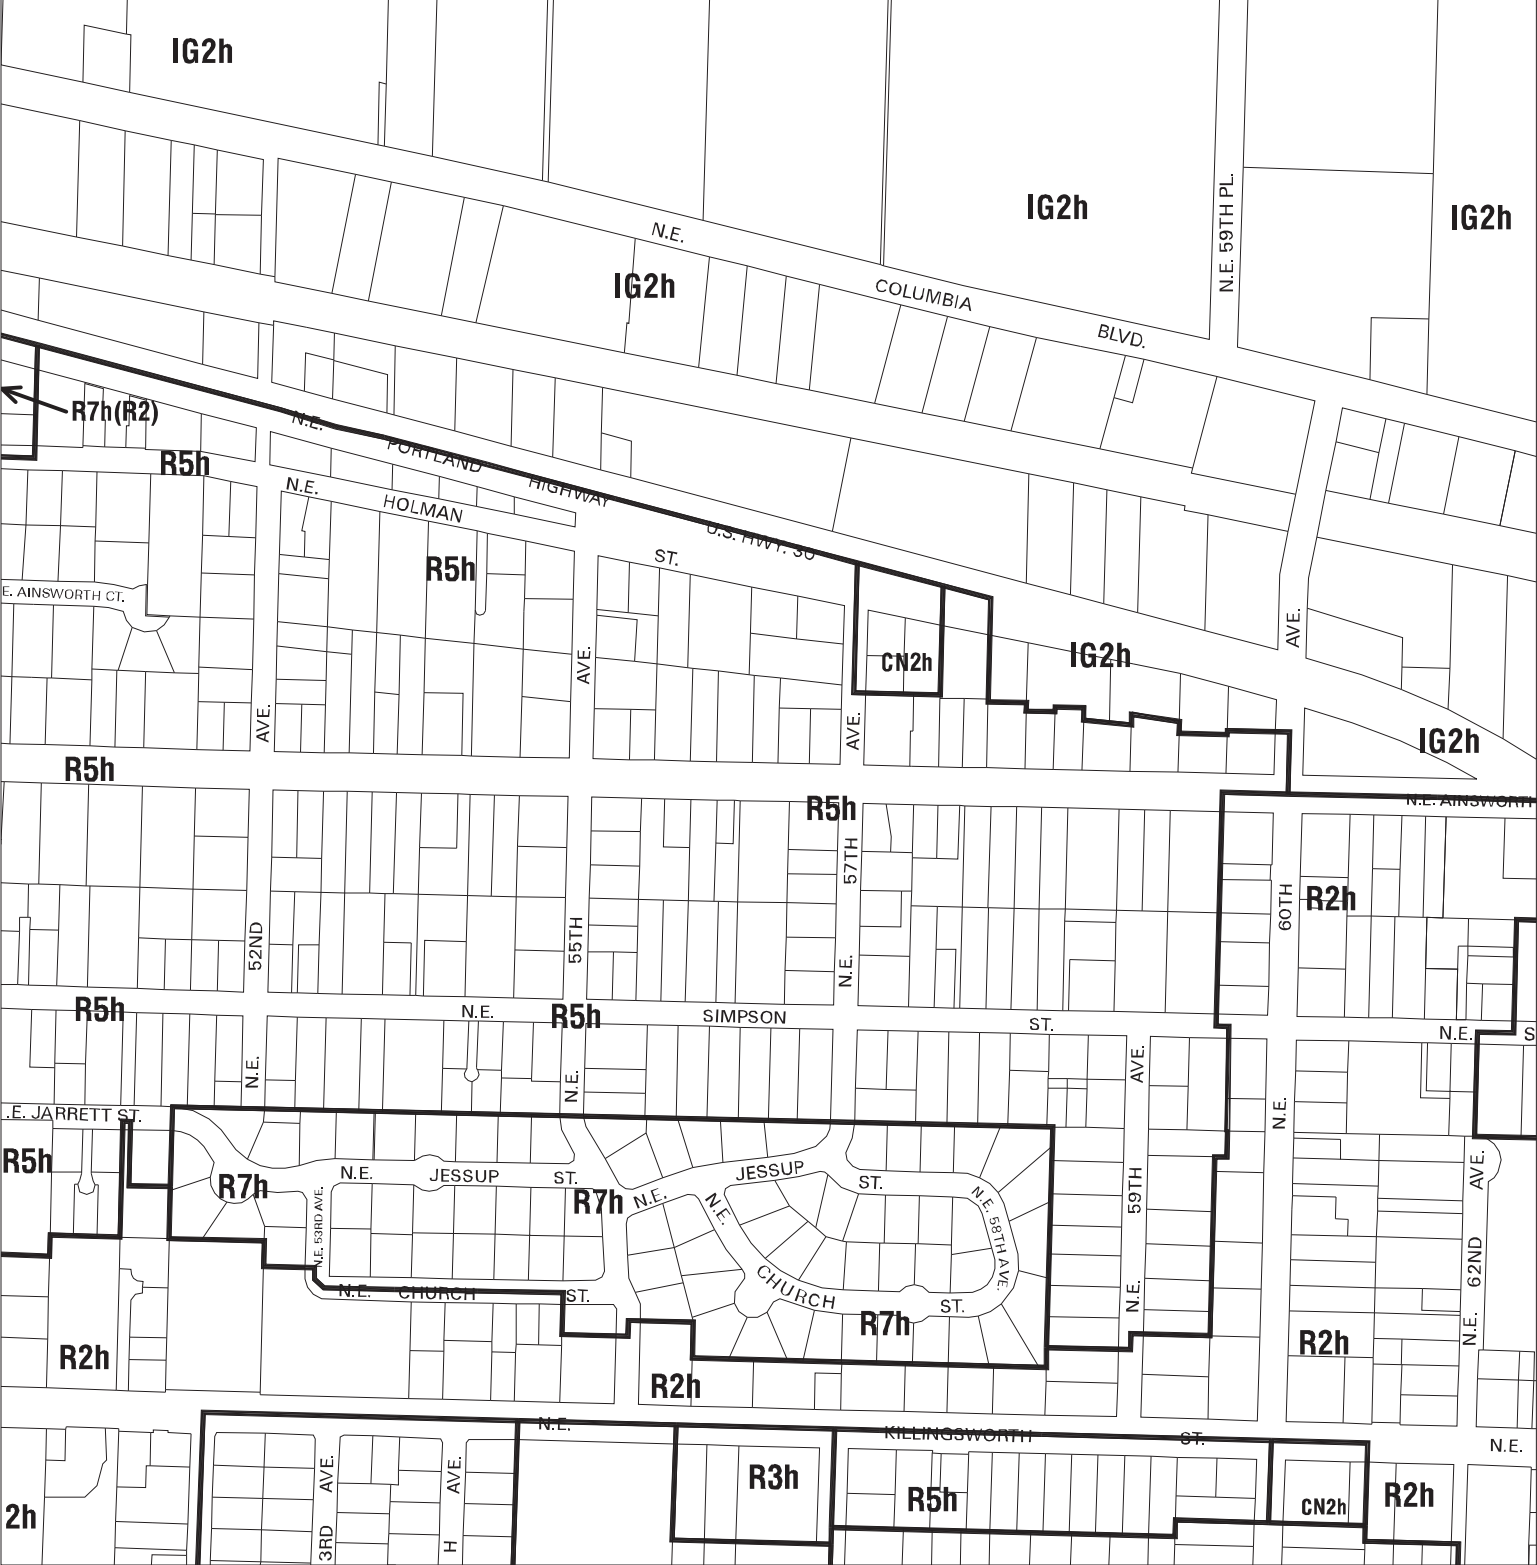 IG2h
IG2h
IG2h
N.E. 59TH PL.
N.E. COLUMBIA BLVD.
IG2h
R7h(R2)
R5h
N.E. PORTLAND HIGHWAY U.S. HWY. 30
N.E. HOLMAN ST.
R5h
E. AINSWORTH CT.
AVE.
AVE.
AVE.
AVE.
CN2h
IG2h
IG2h
R5h
R5h
N.E. AINSWORTH
57TH
52ND
55TH
60TH
R2h
N.E.
R5h
N.E.
R5h
SIMPSON
ST.
N.E.
S
N.E.
N.E.
AVE.
N.E.
.E. JARRETT ST.
R5h
R7h
N.E. JESSUP ST.
R7h
N.E. JESSUP ST.
N.E. 53RD AVE.
N.E. 58TH AVE.
59TH
AVE.
62ND
N.E. CHURCH ST.
N.E. CHURCH ST.
N.E.
N.E.
R7h
R2h
R2h
R2h
N.E. KILLINGSWORTH ST.
N.E.
AVE.
3RD
AVE.
H
R3h
R5h
CN2h
R2h
2h